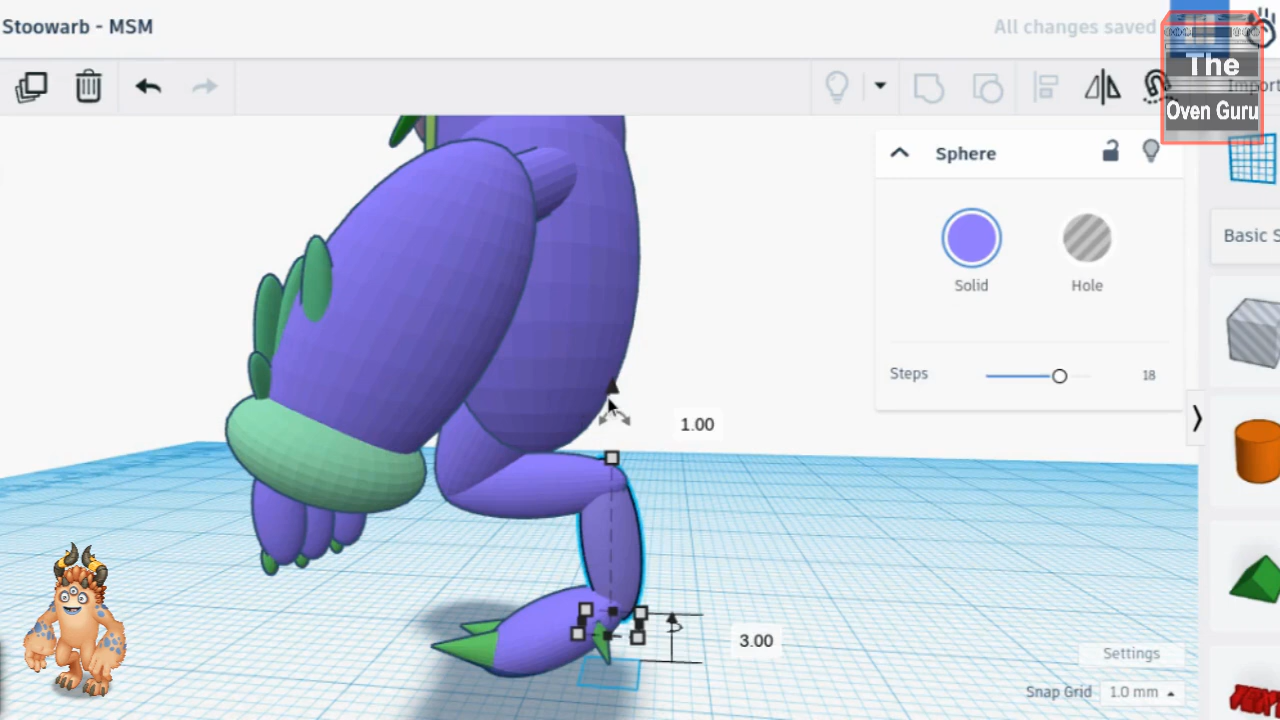 Stoowarb - MSM
All changes saved
The
Oven Guru
Import
Sphere
Solid
Hole
Basic S
Steps
18
1.00
3.00
Settings
Snap Grid
1.0 mm